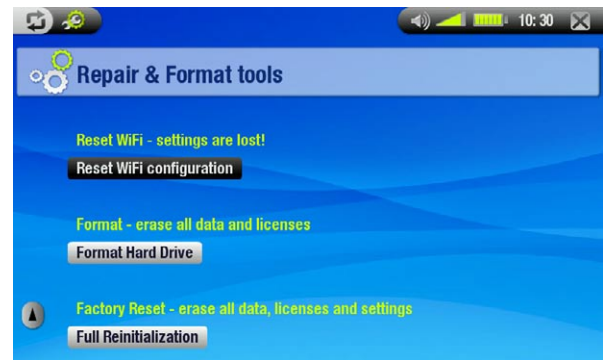 10:30
Repair & Format tools
Reset WiFi - settings are lost!
Reset WiFi configuration
Format - erase all data and licenses
Format Hard Drive
Factory Reset - erase all data, licenses and settings
Full Reinitialization